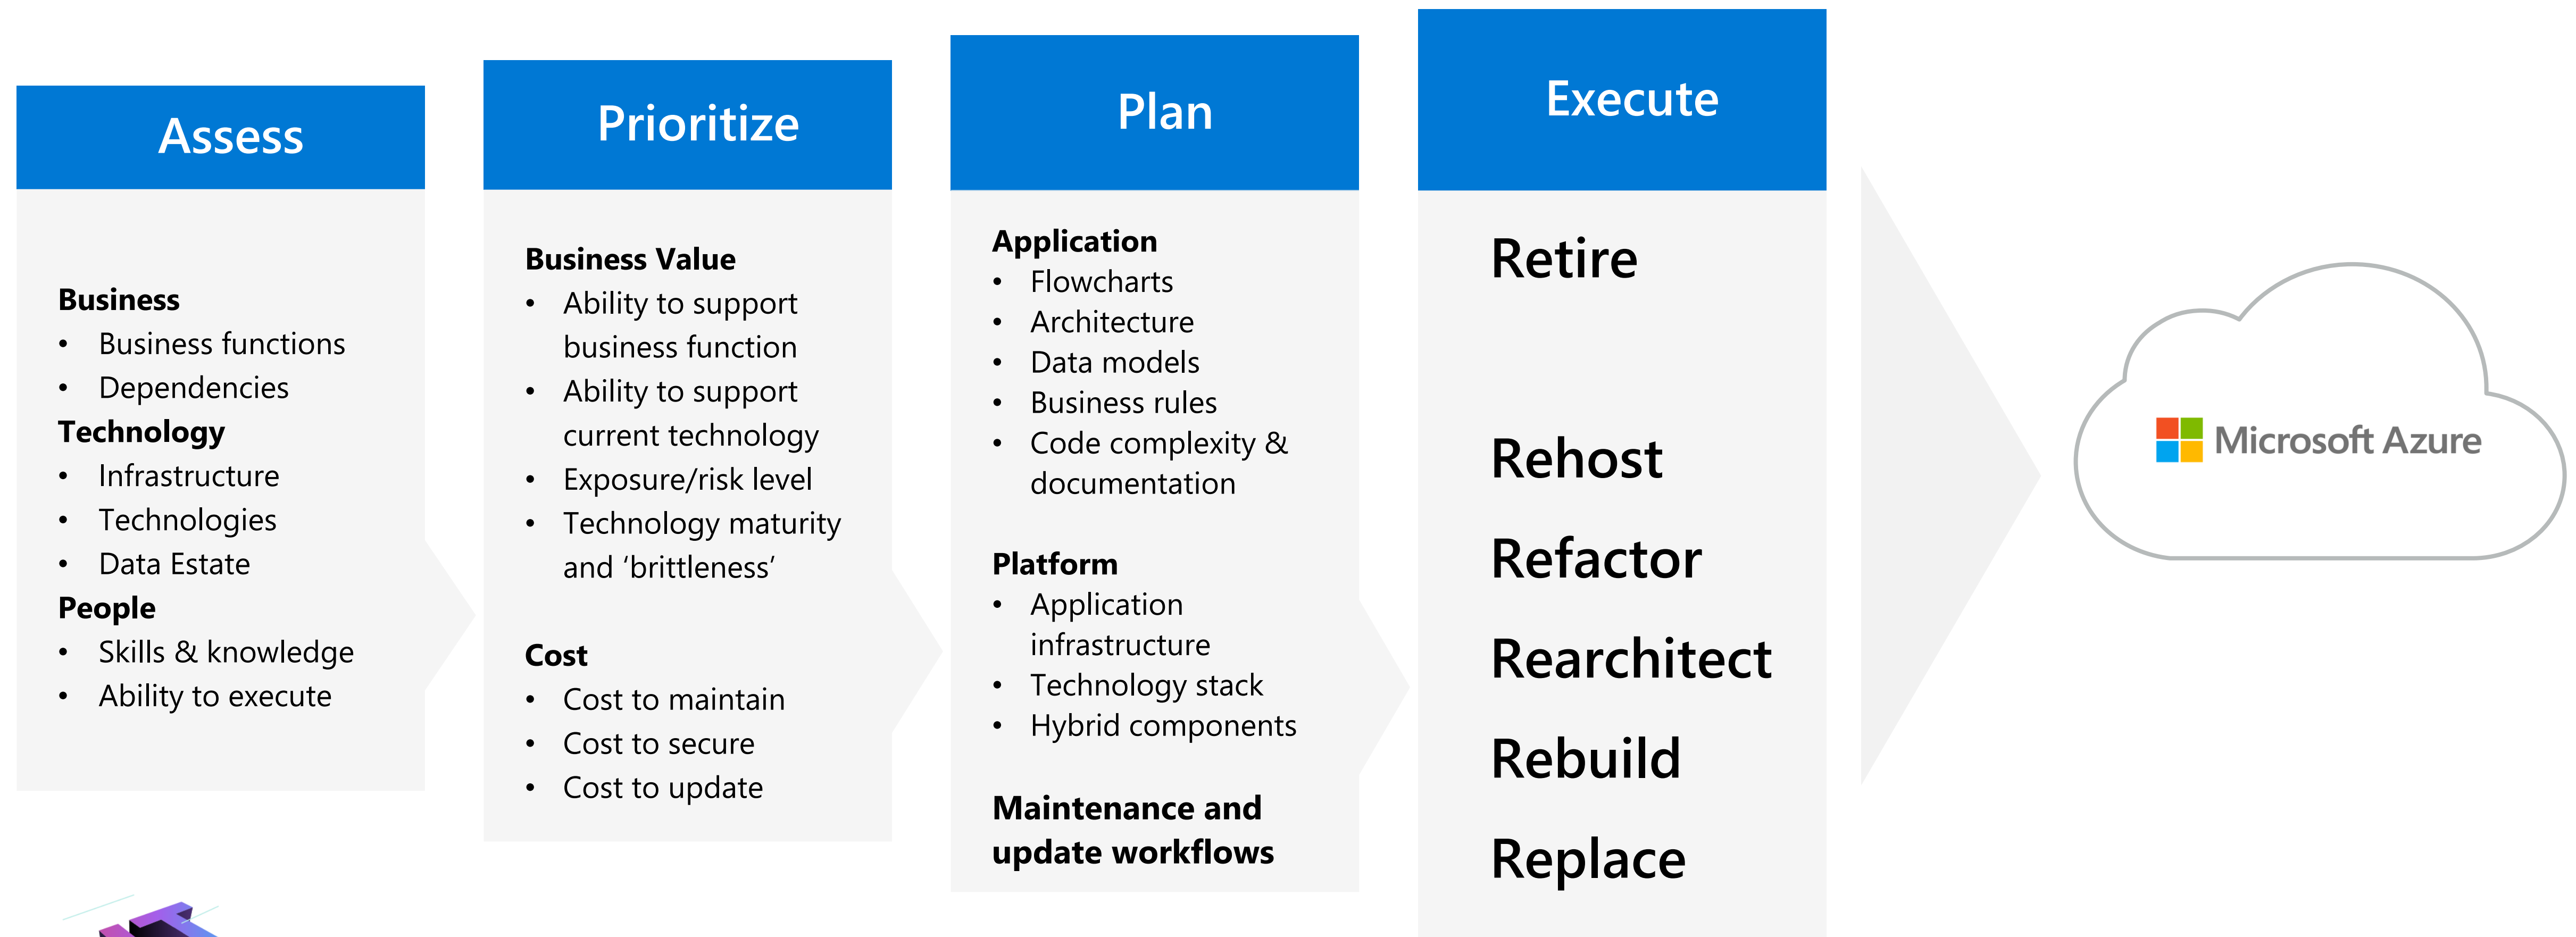 Assess
Business
• Business functions
• Dependencies
Technology
• Infrastructure
• Technologies
• Data Estate
People
• Skills & knowledge
• Ability to execute
Prioritize
Business Value
• Ability to support
business function
• Ability to support
current technology
• Exposure/risk level
• Technology maturity
and ‘brittleness’
Cost
• Cost to maintain
• Cost to secure
• Cost to update
Plan
Application
• Flowcharts
• Architecture
• Data models
• Business rules
• Code complexity &
documentation
Platform
• Application
infrastructure
• Technology stack
• Hybrid components
Maintenance and
update workflows
Execute
Retire
Rehost
Refactor
Rearchitect
Rebuild
Replace
Microsoft Azure